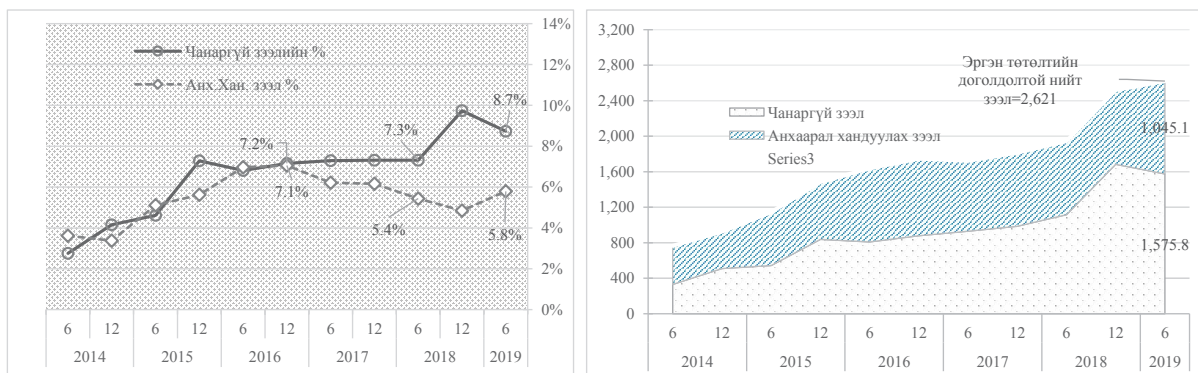 14%
12%
10%
8%
6%
4%
2%
0%
Чанаргүй зээлийн %
Анх.Хан. зээл %
7.2%
7.1%
7.3%
5.4%
8.7%
5.8%
6 12 6 12 6 12 6 12 6 12 6
2014 2015 2016 2017 2018 2019
3,200
2,800
2,400
2,000
1,600
1,200
800
400
0
Эргэн төлөлтийн
доголдолтой нийт
зээл=2,621
Чанаргүй зээл
Анхаарал хандуулах зээл
Series3
1,045.1
1,575.8
6 12 6 12 6 12 6 12 6 12 6
2014 2015 2016 2017 2018 2019